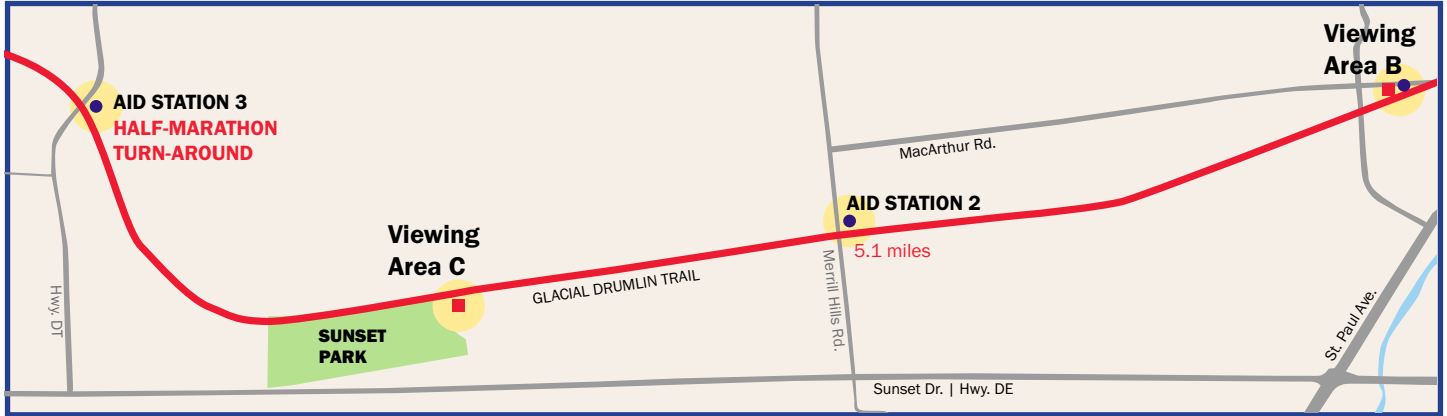 Viewing
Area B
AID STATION 3
HALF-MARATHON
TURN-AROUND
MacArthur Rd.
AID STATION 2
5.1 miles
Viewing
Area C
GLACIAL DRUMLIN TRAIL
Merrill Hills Rd.
Hwy. DT
SUNSET
PARK
St. Paul Ave.
Sunset Dr. | Hwy. DE